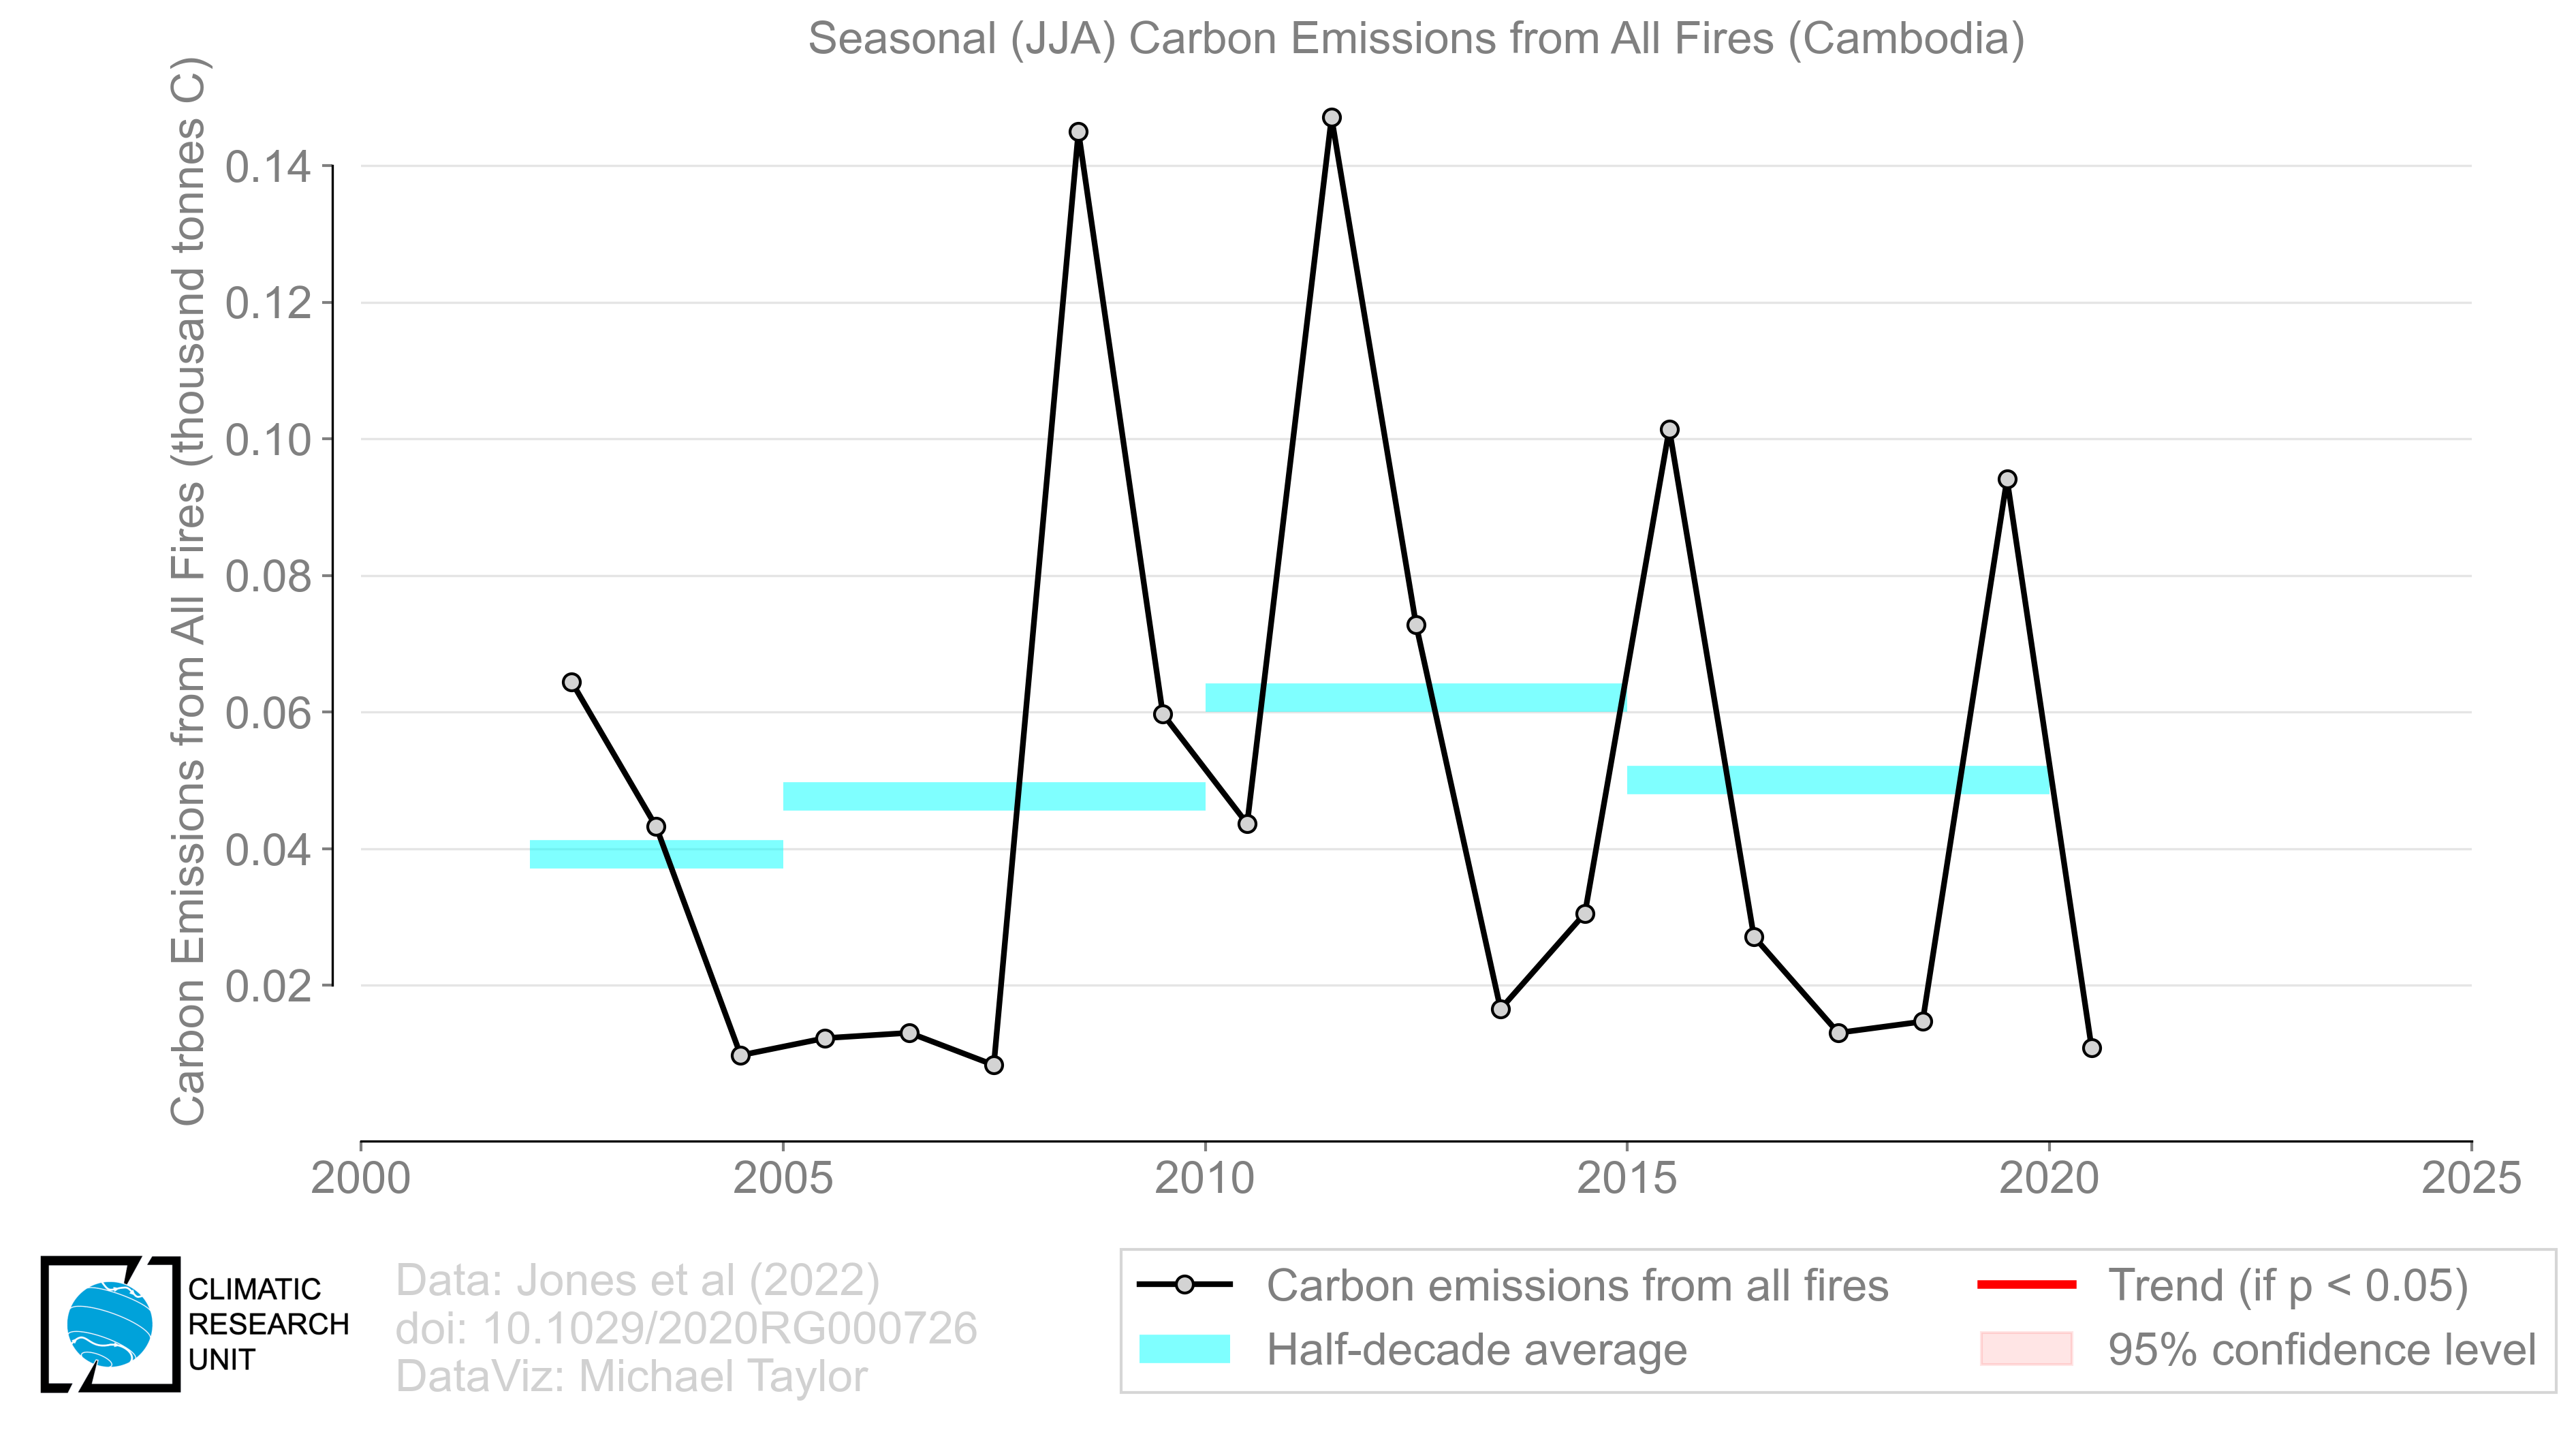 Seasonal (JJA) Carbon Emissions from All Fires (Cambodia)
Carbon Emissions from All Fires (thousand tonnes C)
0.14
0.12
0.10
0.08
0.06
0.04
0.02
2000
2005
2010
2015
2020
2025
CLIMATIC
RESEARCH
UNIT
Data: Jones et al (2022)
doi: 10.1029/2020RG000726
DataViz: Michael Taylor
Carbon emissions from all fires
Half-decade average
Trend (if p < 0.05)
95% confidence level